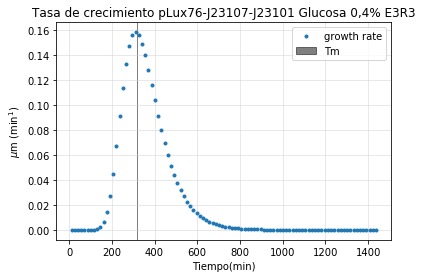 Tasa de crecimiento pLux76-J23107-J23101 Glucosa 0,4% E3R3
growth rate
Tm
0.16
0.14
0.12
0.10
0.08
0.06
0.04
0.02
0.00
μm (min¹)
0 200 400 600 800 1000 1200 1400
Tiempo(min)